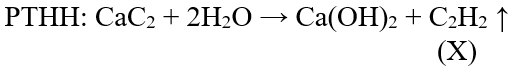 PTHH: CaC2 + 2H2O → Ca(OH)2 + C2H2 ↑
(X)